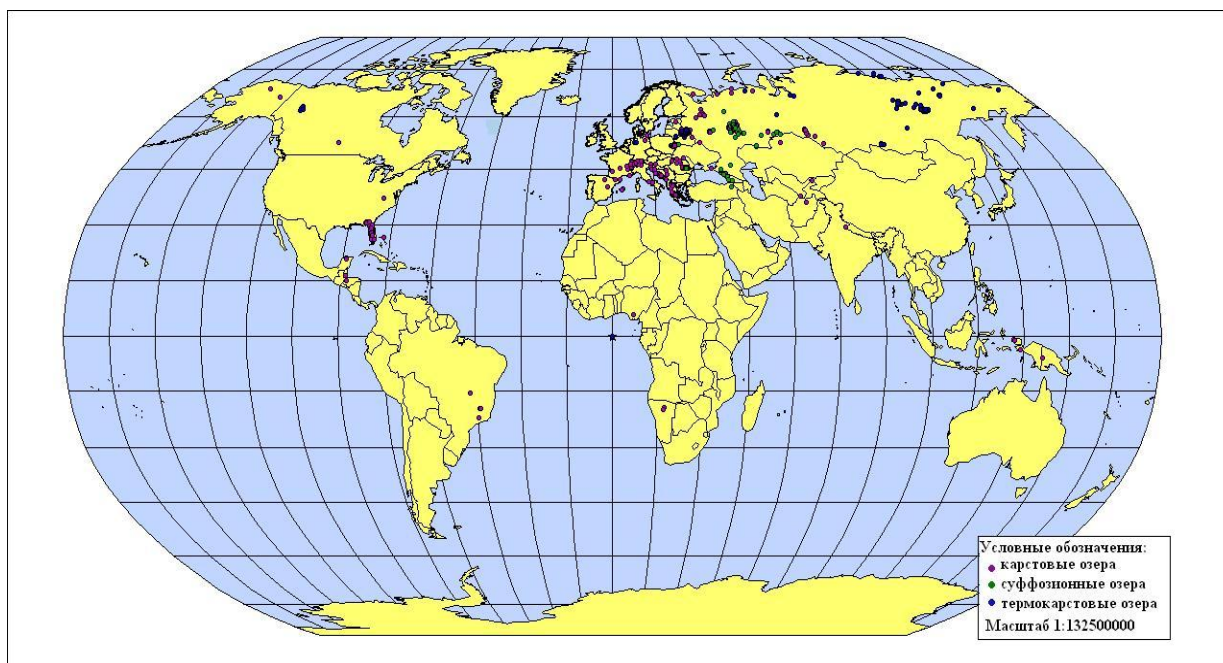 Условные обозначения:
карстовые озера
суффозионные озера
термокарстовые озера
Масштаб 1:132500000